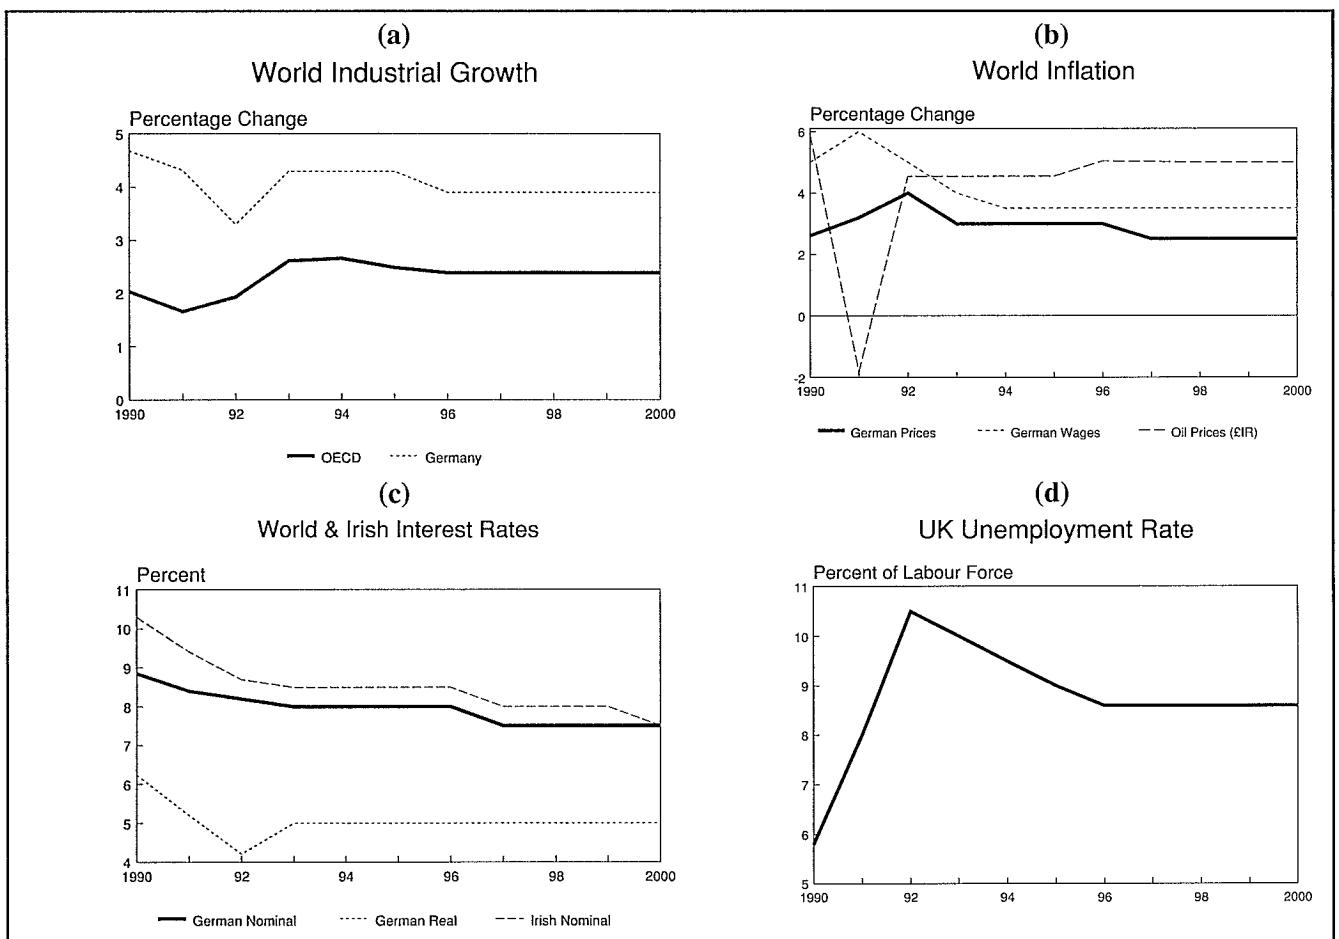 (a)
World Industrial Growth
Percentage Change
5
4
3
2
1
0
1990 92 94 96 98 2000
OECD Germany
(b)
World Inflation
Percentage Change
6
4
2
0
-2
1990 92 94 96 98 2000
German Prices German Wages Oil Prices (£IR)
(c)
World & Irish Interest Rates
Percent
11
10
9
8
7
6
5
4
1990 92 94 96 98 2000
German Nominal German Real Irish Nominal
(d)
UK Unemployment Rate
Percent of Labour Force
11
10
9
8
7
6
5
1990 92 94 96 98 2000